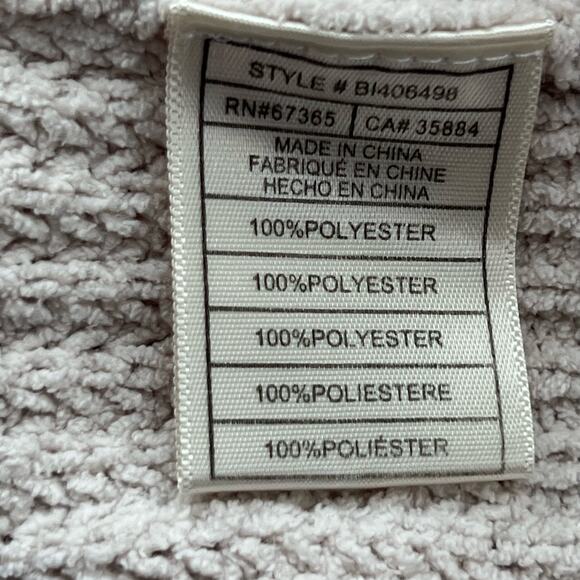 STYLE # BI406498
RN#67365 CA# 35884
MADE IN CHINA
FABRIQUÉ EN CHINE
HECHO EN CHINA
100%POLYESTER
100%POLYESTER
100%POLYESTER
100%POLIESTERE
100%POLIÉSTER